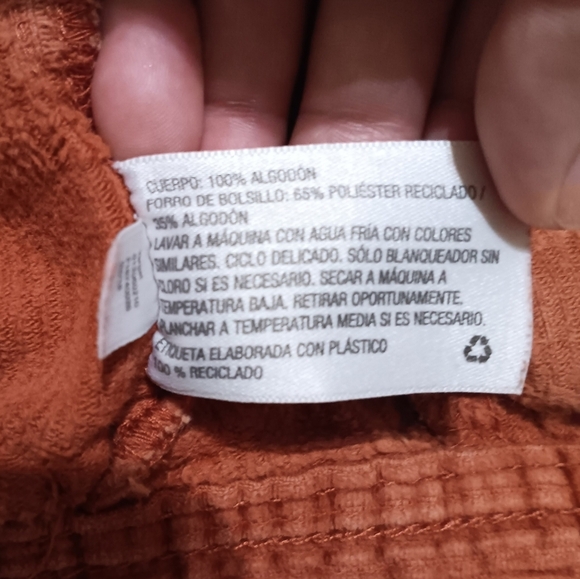 CUERPO: 100% ALGODÓN
FORRO DE BOLSILLO: 65% POLIÉSTER RECICLADO /
35% ALGODÓN
LAVAR A MÁQUINA CON AGUA FRÍA CON COLORES
SIMILARES. CICLO DELICADO. SÓLO BLANQUEADOR SIN
CLORO SI ES NECESARIO. SECAR A MÁQUINA A
TEMPERATURA BAJA. RETIRAR OPORTUNAMENTE.
PLANCHAR A TEMPERATURA MEDIA SI ES NECESARIO.
ETIQUETA ELABORADA CON PLÁSTICO
100 % RECICLADO